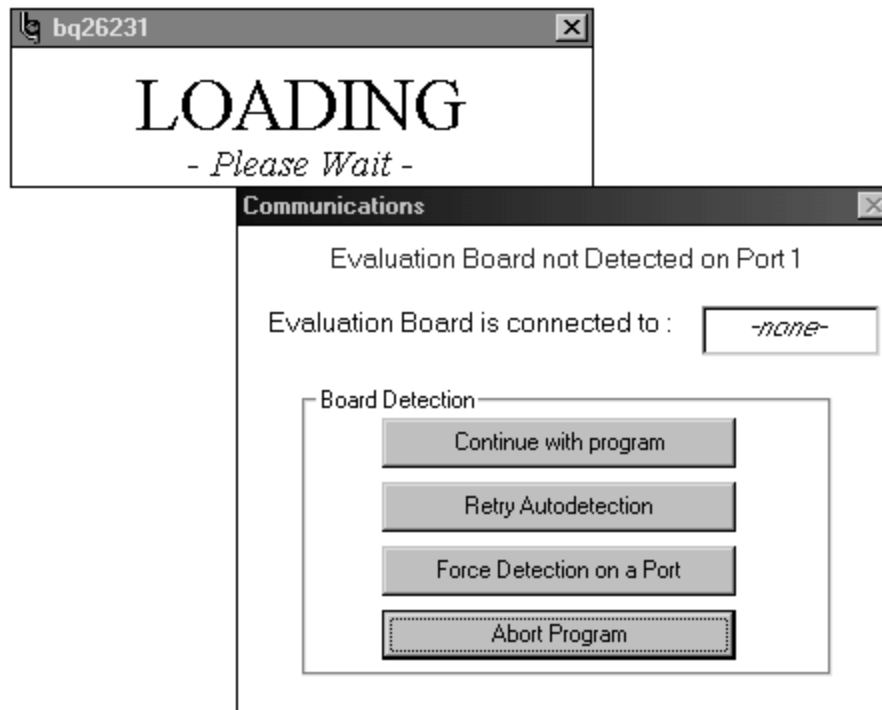 bq26231
LOADING
- Please Wait -
Communications
Evaluation Board not Detected on Port 1
Evaluation Board is connected to :
-none-
Board Detection
Continue with program
Retry Autodetection
Force Detection on a Port
Abort Program